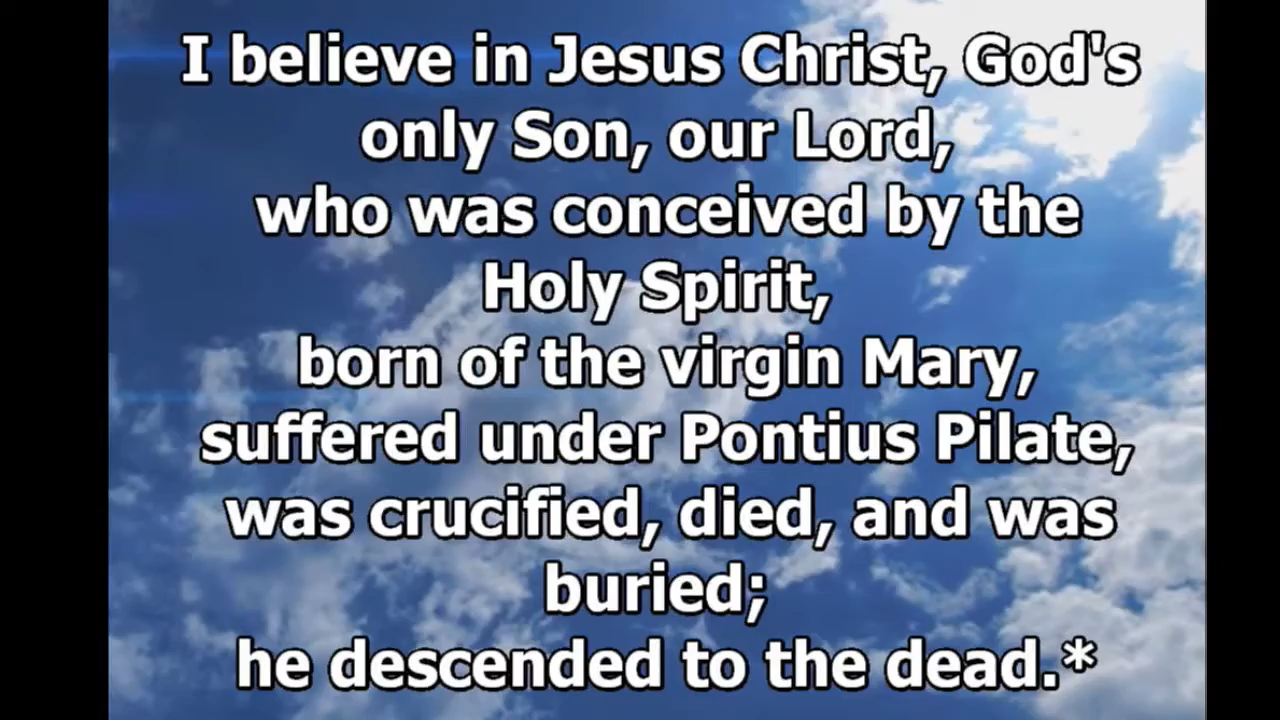 I believe in Jesus Christ, God's
only Son, our Lord,
who was conceived by the
Holy Spirit,
born of the virgin Mary,
suffered under Pontius Pilate,
was crucified, died, and was
buried;
he descended to the dead.*